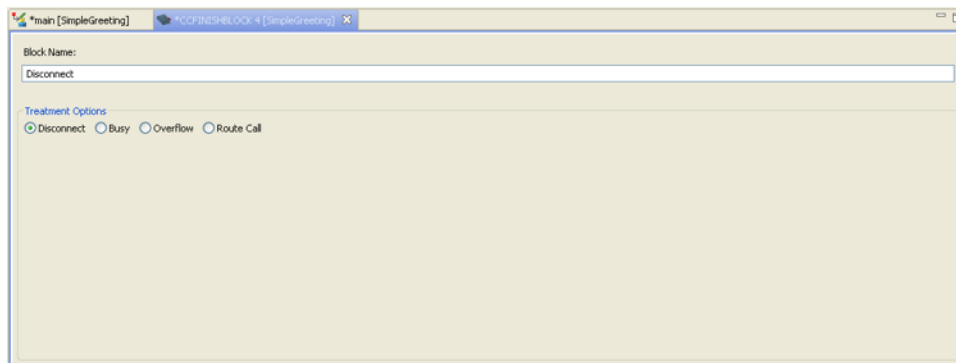 *main [SimpleGreeting] *CCFINISHBLOCK 4 [SimpleGreeting]
Block Name:
Disconnect
Treatment Options
Disconnect Busy Overflow Route Call